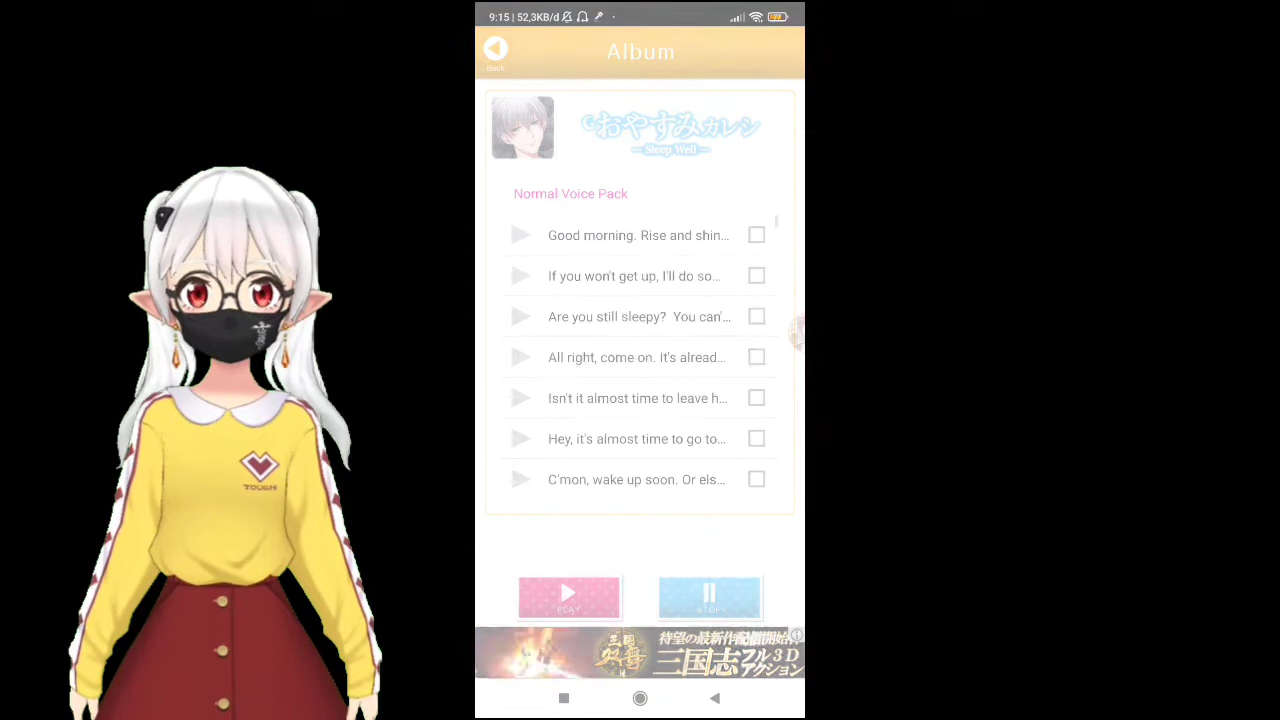 9:15 | 52,3KB/d
Album
Back
おやすみカレシ
Sleep Well
Normal Voice Pack
Good morning. Rise and shin...
If you won't get up, I'll do so...
Are you still sleepy? You can'...
All right, come on. It's alread...
Isn't it almost time to leave h...
Hey, it's almost time to go to...
C'mon, wake up soon. Or els...
PLAY
STOP
待望の最新作配信開始
三国志フル3D
アクション
TOUGH